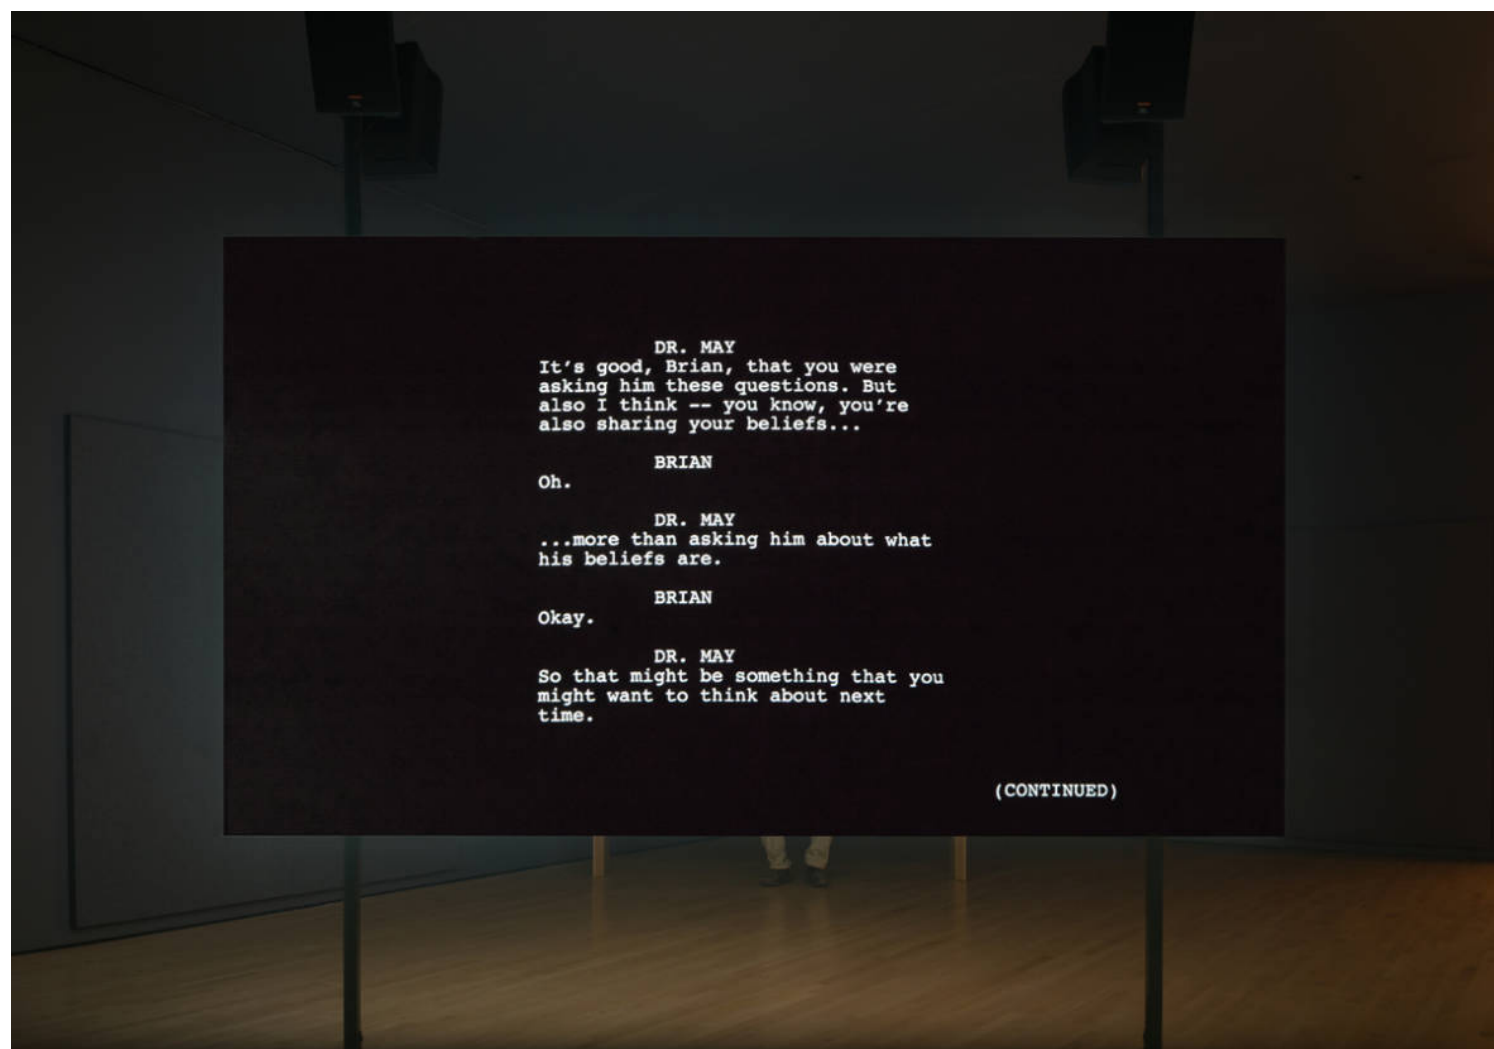 DR. MAY
It's good, Brian, that you were
asking him these questions. But
also I think -- you know, you're
also sharing your beliefs...
BRIAN
Oh.
DR. MAY
...more than asking him about what
his beliefs are.
BRIAN
Okay.
DR. MAY
So that might be something that you
might want to think about next
time.
(CONTINUED)